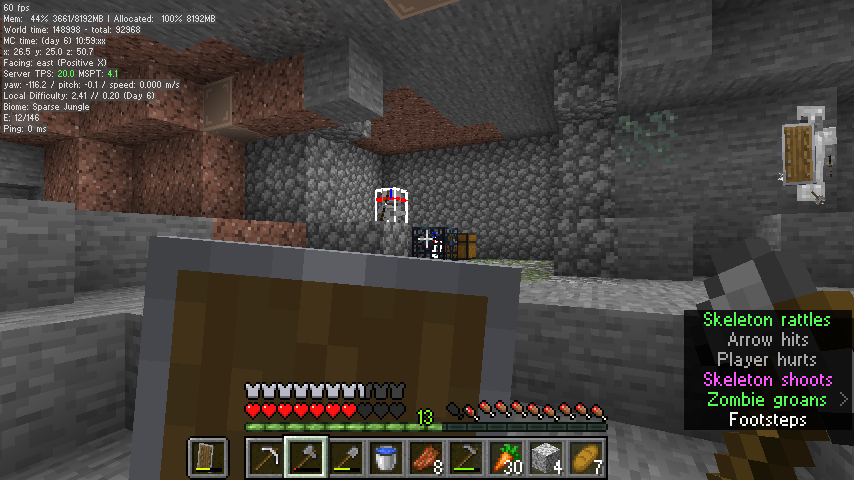 60 fps
Mem: 44% 3661/8192MB | Allocated: 100% 8192MB
World time: 148998 - total: 92968
MC time: (day 6) 10:59:xx
x: 26.5 y: 25.0 z: 50.7
Facing: east (Positive X)
Server TPS: 20.0 MSPT: 4.1
yaw: -116.2 / pitch: -0.1 / speed: 0.000 m/s
Local Difficulty: 2.41 // 0.20 (Day 6)
Biome: Sparse Jungle
E: 12/146
Ping: 0 ms
Skeleton rattles
Arrow hits
Player hurts
Skeleton shoots
Zombie groans >
Footsteps
13
8
30
4
7